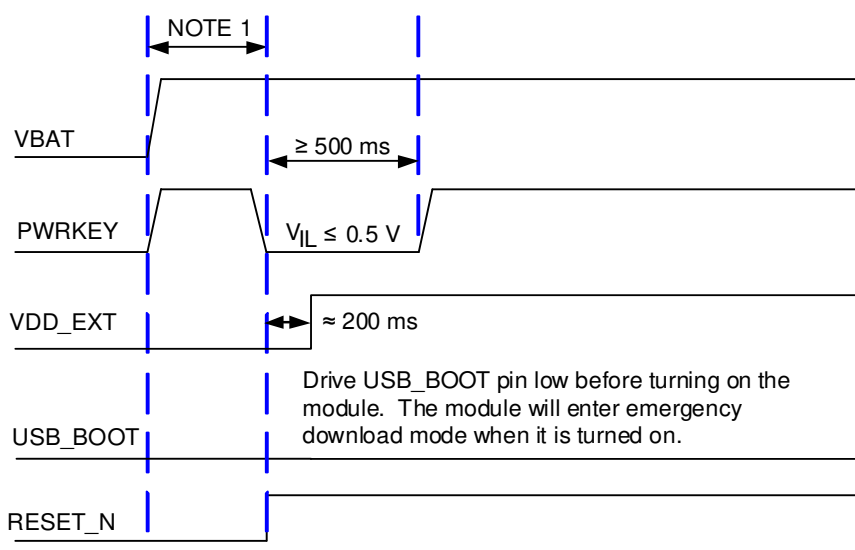 NOTE 1
VBAT
≥ 500 ms
PWRKEY
VIL ≤ 0.5 V
VDD_EXT
≈ 200 ms
Drive USB_BOOT pin low before turning on the
module. The module will enter emergency
download mode when it is turned on.
USB_BOOT
RESET_N